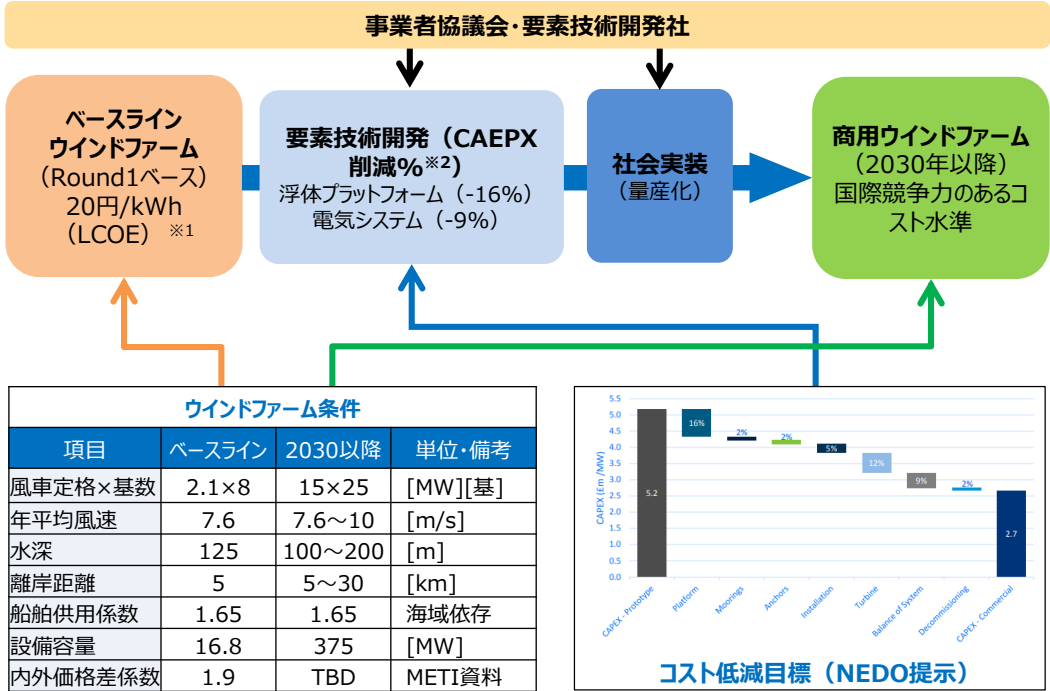 事業者協議会・要素技術開発社
ベースライン
ウインドファーム
（Round1ベース）
20円/kWh
（LCOE） ※1
要素技術開発（CAEPX
削減%※2）
浮体プラットフォーム（-16%）
電気システム（-9%）
社会実装
（量産化）
商用ウインドファーム
（2030年以降）
国際競争力のあるコ
スト水準
ウインドファーム条件
項目 ベースライン 2030以降 単位・備考
風車定格×基数 2.1×8 15×25 [MW][基]
年平均風速 7.6 7.6～10 [m/s]
水深 125 100～200 [m]
離岸距離 5 5～30 [km]
船舶供用係数 1.65 1.65 海域依存
設備容量 16.8 375 [MW]
内外価格差係数 1.9 TBD METI資料
CAPEX (£m /MW)
5.5
5.0
4.5
4.0
3.5
3.0
2.5
2.0
1.5
1.0
0.5
0.0
5.2
16%
2%
2%
5%
12%
9%
2%
2.7
CAPEX - Prototype
Platform
Moorings
Anchors
Installation
Turbine
Balance of System
Decommissioning
CAPEX - Commercial
コスト低減目標（NEDO提示）